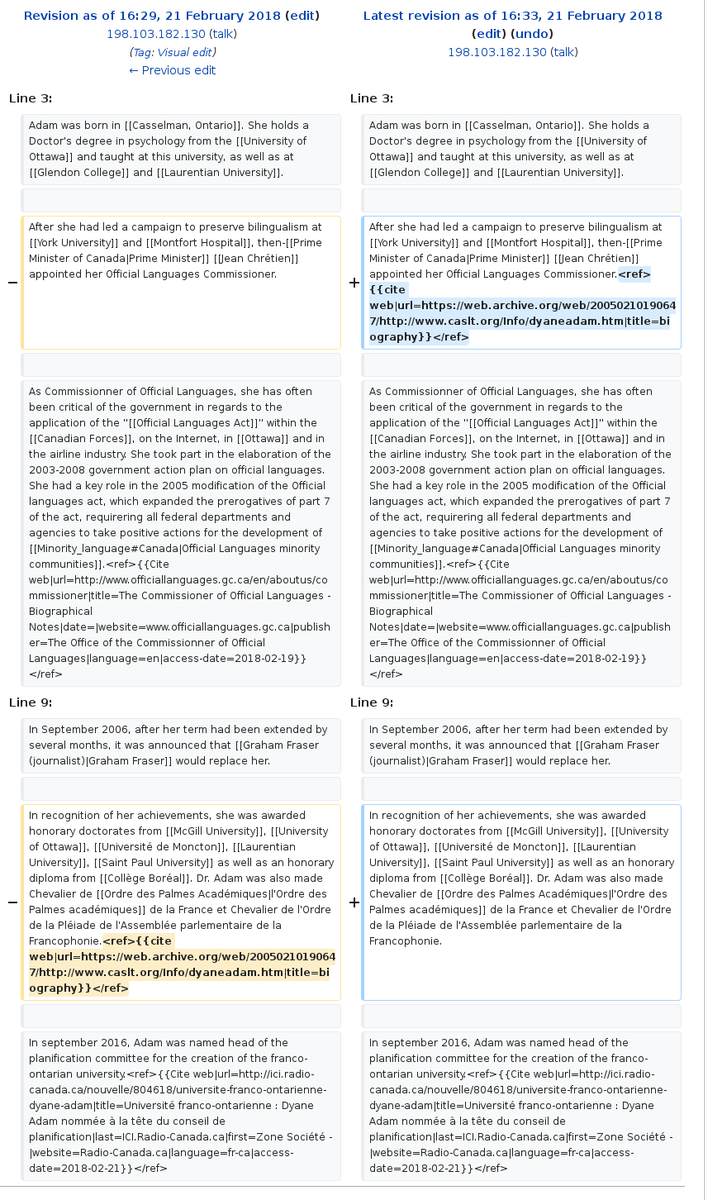 Revision as of 16:29, 21 February 2018 (edit)
198.103.182.130 (talk)
(Tag: Visual edit)
← Previous edit
Latest revision as of 16:33, 21 February 2018
(edit) (undo)
198.103.182.130 (talk)
Line 3:
Line 3:
Adam was born in [[Casselman, Ontario]]. She holds a
Doctor's degree in psychology from the [[University of
Ottawa]] and taught at this university, as well as at
[[Glendon College]] and [[Laurentian University]].
Adam was born in [[Casselman, Ontario]]. She holds a
Doctor's degree in psychology from the [[University of
Ottawa]] and taught at this university, as well as at
[[Glendon College]] and [[Laurentian University]].
−
After she had led a campaign to preserve bilingualism at
[[York University]] and [[Montfort Hospital]], then-[[Prime
Minister of Canada|Prime Minister]] [[Jean Chrétien]]
appointed her Official Languages Commissioner.
+
After she had led a campaign to preserve bilingualism at
[[York University]] and [[Montfort Hospital]], then-[[Prime
Minister of Canada|Prime Minister]] [[Jean Chrétien]]
appointed her Official Languages Commissioner.<ref>
{{cite
web|url=https://web.archive.org/web/2005021019064
7/http://www.caslt.org/Info/dyaneadam.htm|title=bi
ography}}</ref>
As Commissionner of Official Languages, she has often
been critical of the government in regards to the
application of the "[[Official Languages Act]]" within the
[[Canadian Forces]], on the Internet, in [[Ottawa]] and in
the airline industry. She took part in the elaboration of the
2003-2008 government action plan on official languages.
She had a key role in the 2005 modification of the Official
languages act, which expanded the prerogatives of part 7
of the act, requirering all federal departments and
agencies to take positive actions for the development of
[[Minority_language#Canada|Official Languages minority
communities]].<ref>{{Cite
web|url=http://www.officiallanguages.gc.ca/en/aboutus/co
mmissioner|title=The Commissioner of Official Languages -
Biographical
Notes|date=|website=www.officiallanguages.gc.ca|publish
er=The Office of the Commissionner of Official
Languages|language=en|access-date=2018-02-19}}
</ref>
As Commissionner of Official Languages, she has often
been critical of the government in regards to the
application of the "[[Official Languages Act]]" within the
[[Canadian Forces]], on the Internet, in [[Ottawa]] and in
the airline industry. She took part in the elaboration of the
2003-2008 government action plan on official languages.
She had a key role in the 2005 modification of the Official
languages act, which expanded the prerogatives of part 7
of the act, requirering all federal departments and
agencies to take positive actions for the development of
[[Minority_language#Canada|Official Languages minority
communities]].<ref>{{Cite
web|url=http://www.officiallanguages.gc.ca/en/aboutus/co
mmissioner|title=The Commissioner of Official Languages -
Biographical
Notes|date=|website=www.officiallanguages.gc.ca|publish
er=The Office of the Commissionner of Official
Languages|language=en|access-date=2018-02-19}}
</ref>
Line 9:
Line 9:
In September 2006, after her term had been extended by
several months, it was announced that [[Graham Fraser
(journalist)|Graham Fraser]] would replace her.
In September 2006, after her term had been extended by
several months, it was announced that [[Graham Fraser
(journalist)|Graham Fraser]] would replace her.
−
In recognition of her achievements, she was awarded
honorary doctorates from [[McGill University]], [[University
of Ottawa]], [[Université de Moncton]], [[Laurentian
University]], [[Saint Paul University]] as well as an honorary
diploma from [[Collège Boréal]]. Dr. Adam was also made
Chevalier de [[Ordre des Palmes Académiques|l'Ordre des
Palmes académiques]] de la France et Chevalier de l'Ordre
de la Pléiade de l'Assemblée parlementaire de la
Francophonie.<ref>{{cite
web|url=https://web.archive.org/web/2005021019064
7/http://www.caslt.org/Info/dyaneadam.htm|title=bi
ography}}</ref>
+
In recognition of her achievements, she was awarded
honorary doctorates from [[McGill University]], [[University
of Ottawa]], [[Université de Moncton]], [[Laurentian
University]], [[Saint Paul University]] as well as an honorary
diploma from [[Collège Boréal]]. Dr. Adam was also made
Chevalier de [[Ordre des Palmes Académiques|l'Ordre des
Palmes académiques]] de la France et Chevalier de l'Ordre
de la Pléiade de l'Assemblée parlementaire de la
Francophonie.
In september 2016, Adam was named head of the
planification committee for the creation of the franco-
ontarian university.<ref>{{Cite web|url=http://ici.radio-
canada.ca/nouvelle/804618/universite-franco-ontarienne-
dyane-adam|title=Université franco-ontarienne : Dyane
Adam nommée à la tête du conseil de
planification|last=ICI.Radio-Canada.ca|first=Zone Société -
|website=Radio-Canada.ca|language=fr-ca|access-
date=2018-02-21}}</ref>
In september 2016, Adam was named head of the
planification committee for the creation of the franco-
ontarian university.<ref>{{Cite web|url=http://ici.radio-
canada.ca/nouvelle/804618/universite-franco-ontarienne-
dyane-adam|title=Université franco-ontarienne : Dyane
Adam nommée à la tête du conseil de
planification|last=ICI.Radio-Canada.ca|first=Zone Société -
|website=Radio-Canada.ca|language=fr-ca|access-
date=2018-02-21}}</ref>